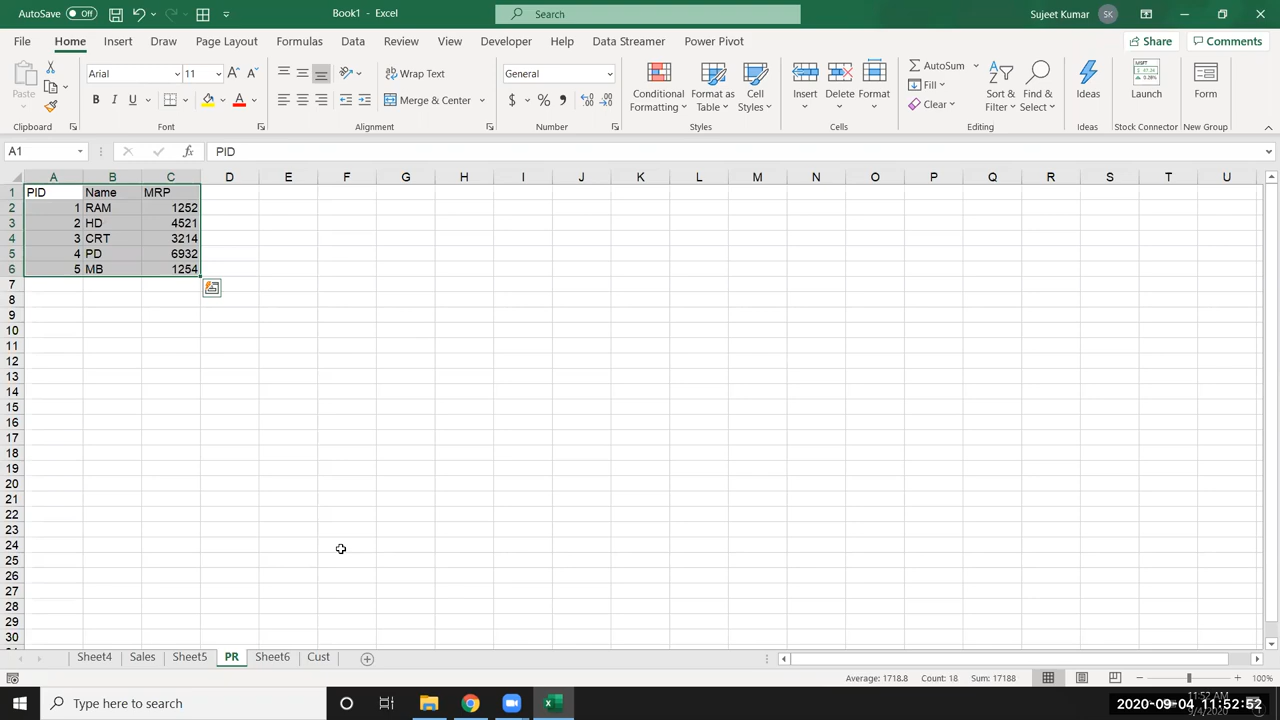 AutoSave Off Book1 - Excel Search Sujeet Kumar SK
File Home Insert Draw Page Layout Formulas Data Review View Developer Help Data Streamer Power Pivot Share Comments
Paste Arial 11 Wrap Text General Conditional Formatting Format as Table Cell Styles Insert Delete Format AutoSum Sort & Filter Find & Select Ideas Launch Form
B I U Merge & Center $ % Fill
Clear
Clipboard Font Alignment Number Styles Cells Editing Ideas Stock Connector New Group
A1 fx PID
A B C D E F G H I J K L M N O P Q R S T U
1 PID Name MRP
2 1 RAM 1252
3 2 HD 4521
4 3 CRT 3214
5 4 PD 6932
6 5 MB 1254
7
8
9
10
11
12
13
14
15
16
17
18
19
20
21
22
23
24
25
26
27
28
29
30
Sheet4 Sales Sheet5 PR Sheet6 Cust
Average: 1718.8 Count: 18 Sum: 17188 100%
Type here to search
11:52 AM
2020-09-04 11:52:52
9/4/2020